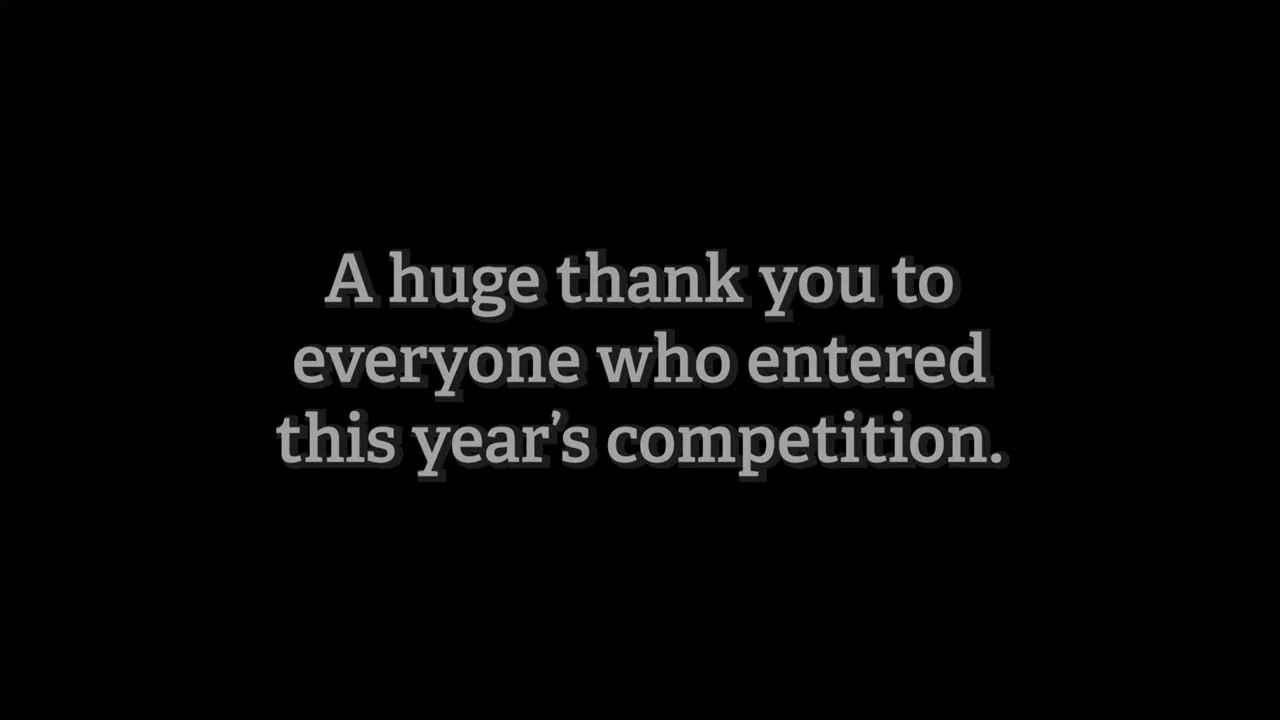 A huge thank you to
everyone who entered
this year’s competition.